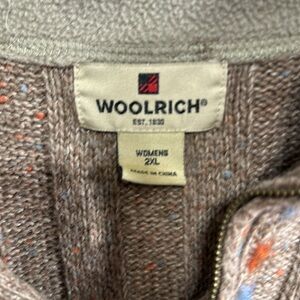 WOOLRICH®
EST. 1830
WOMENS
2XL
MADE IN CHINA